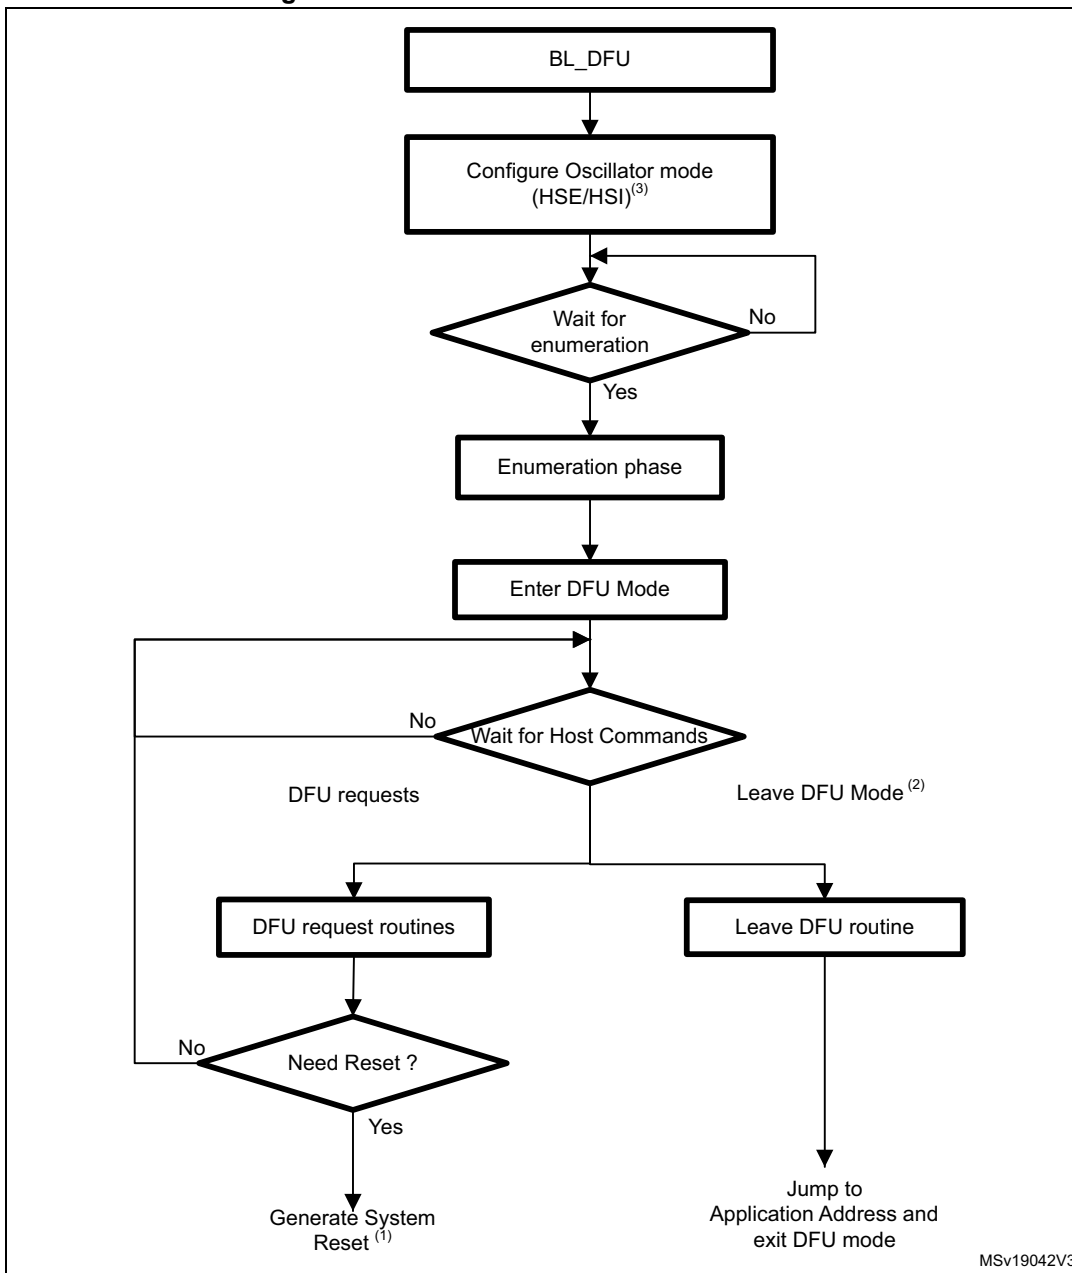 BL_DFU
Configure Oscillator mode
(HSE/HSI)(3)
Wait for
enumeration
No
Yes
Enumeration phase
Enter DFU Mode
No
Wait for Host Commands
DFU requests
Leave DFU Mode (2)
DFU request routines
Leave DFU routine
No
Need Reset ?
Yes
Generate System
Reset (1)
Jump to
Application Address and
exit DFU mode
MSv19042V3